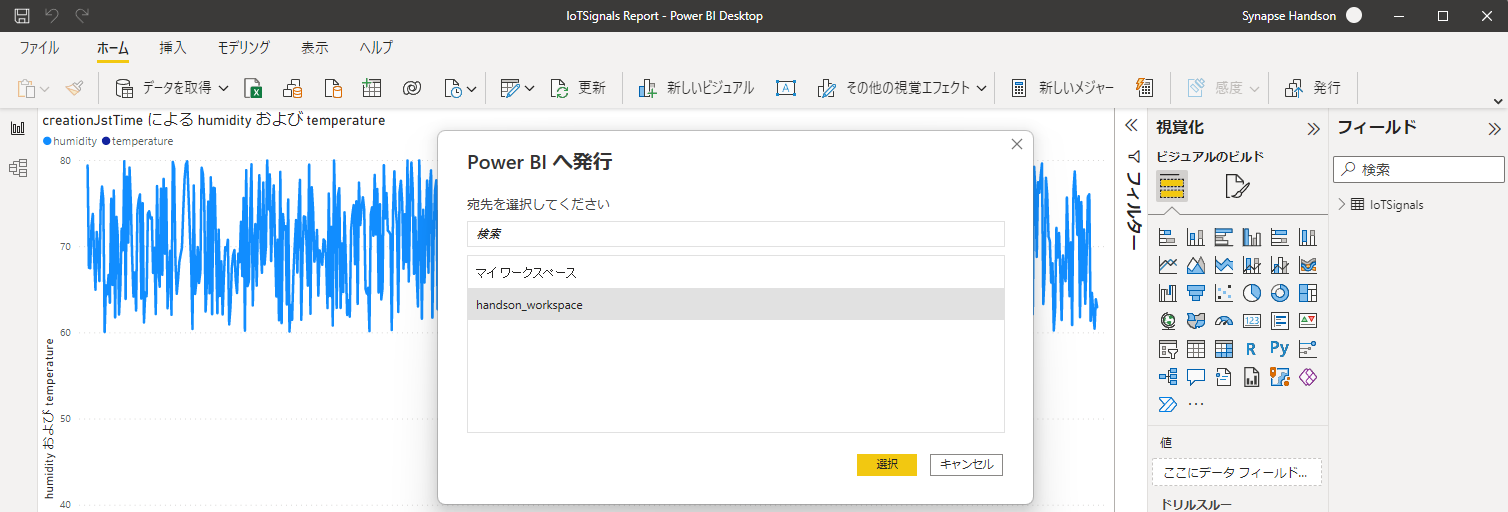 IoTSignals Report - Power BI Desktop
Synapse Handson
ファイル ホーム 挿入 モデリング 表示 ヘルプ
データを取得 更新 新しいビジュアル その他の視覚エフェクト 新しいメジャー 感度 発行
creationJstTime による humidity および temperature
humidity temperature
80
70
60
50
40
humidity および temperature
Power BI へ発行
宛先を選択してください
検索
マイ ワークスペース
handson_workspace
選択 キャンセル
フィルター
視覚化
ビジュアルのビルド
123
R Py
...
値
ここにデータ フィールド...
ドリルスルー
フィールド
検索
IoTSignals